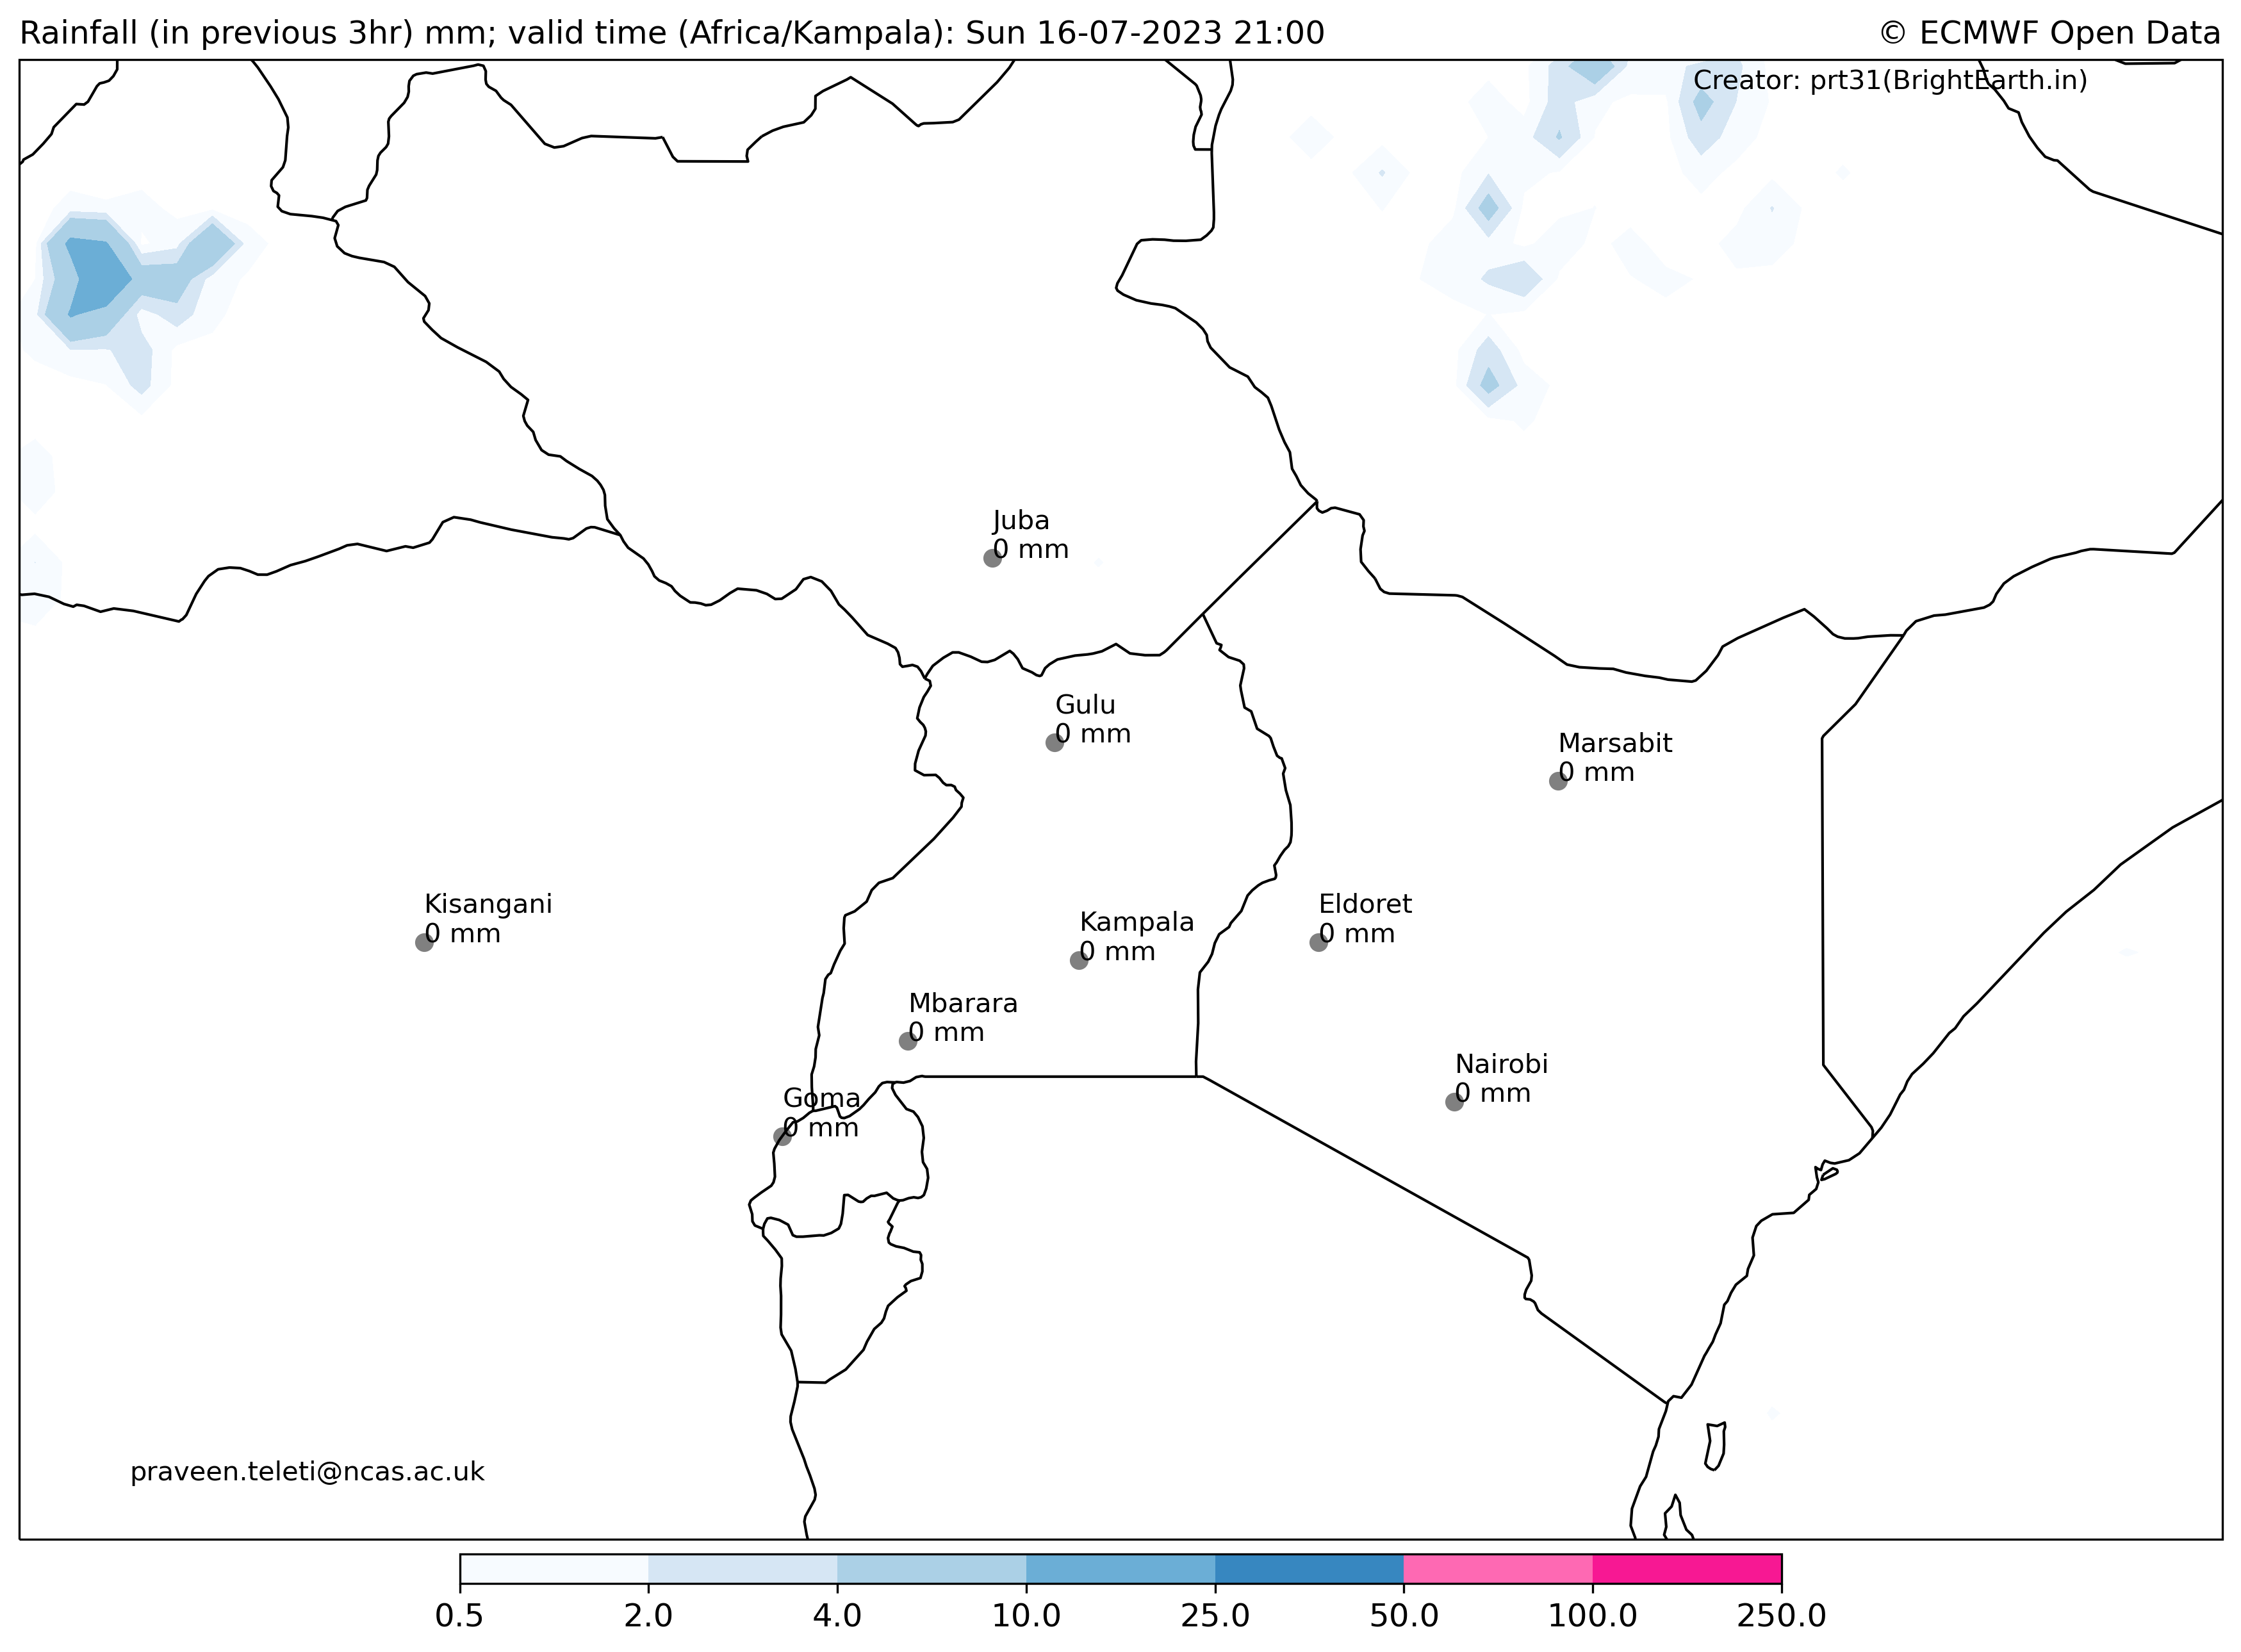 Rainfall (in previous 3hr) mm; valid time (Africa/Kampala): Sun 16-07-2023 21:00
© ECMWF Open Data
Creator: prt31(BrightEarth.in)
Juba
0 mm
Gulu
0 mm
Marsabit
0 mm
Kisangani
0 mm
Eldoret
0 mm
Kampala
0 mm
Mbarara
0 mm
Nairobi
0 mm
Goma
0 mm
praveen.teleti@ncas.ac.uk
0.5 2.0 4.0 10.0 25.0 50.0 100.0 250.0